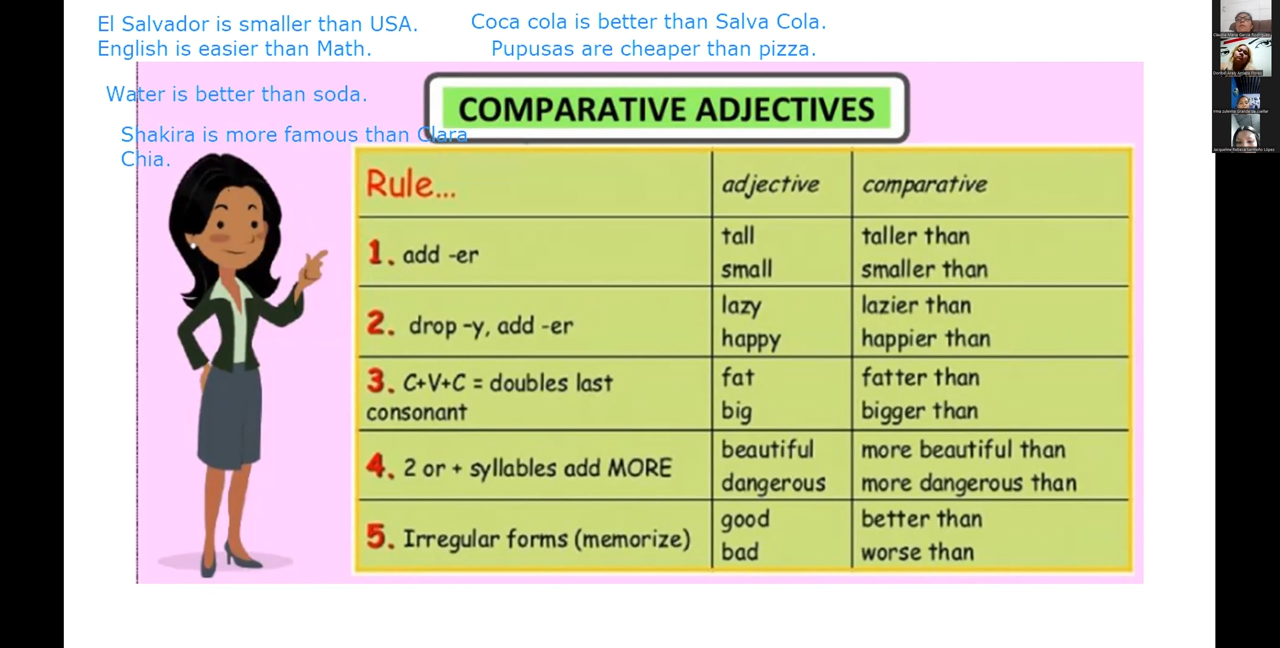 El Salvador is smaller than USA.
English is easier than Math.
Coca cola is better than Salva Cola.
Pupusas are cheaper than pizza.
Water is better than soda.
Shakira is more famous than Clara
Chia.
COMPARATIVE ADJECTIVES
Rule... adjective comparative
1. add -er
tall taller than
small smaller than
2. drop -y, add -er
lazy lazier than
happy happier than
3. C+V+C = doubles last
consonant
fat fatter than
big bigger than
4. 2 or + syllables add MORE
beautiful more beautiful than
dangerous more dangerous than
5. Irregular forms (memorize)
good better than
bad worse than